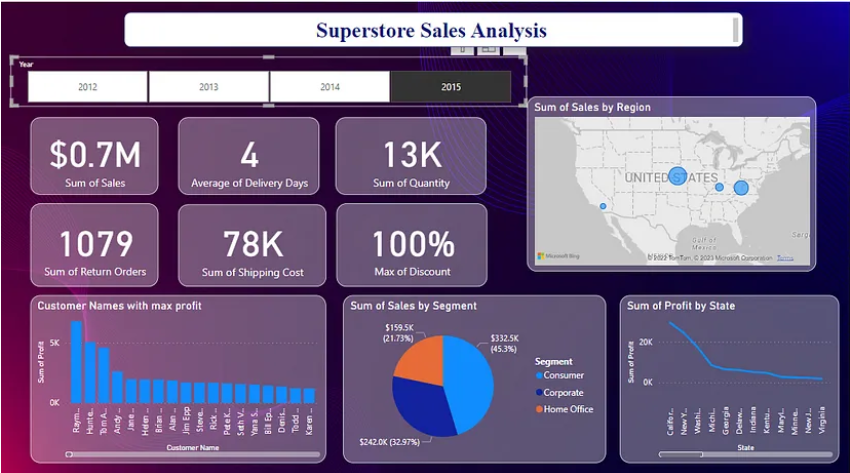 Superstore Sales Analysis
Year
2012
2013
2014
2015
$0.7M
Sum of Sales
4
Average of Delivery Days
13K
Sum of Quantity
1079
Sum of Return Orders
78K
Sum of Shipping Cost
100%
Max of Discount
Sum of Sales by Region
UNITED STATES
Gulf of
Mexico
Microsoft Bing
© 2023 Microsoft Corporation
Terms
Customer Names with max profit
Sum of Profit
5K
0K
Raym...
Hunte...
Tom A...
Andy ...
Jane ...
Helen ...
Brian ...
Alan ...
Jim Epp
Steve...
Rick ...
Pete K...
Seth V...
Yana S...
Bill Ep...
Denis...
Todd ...
Karen ...
Customer Name
Sum of Sales by Segment
$159.5K
(21.73%)
$332.5K
(45.3%)
$242.0K (32.97%)
Segment
Consumer
Corporate
Home Office
Sum of Profit by State
Sum of Profit
20K
0K
Califor...
New Y...
Washi...
Michi...
Georgia
Delaw...
Indiana
Kentu...
Maryl...
Minne...
New J...
Virginia
State